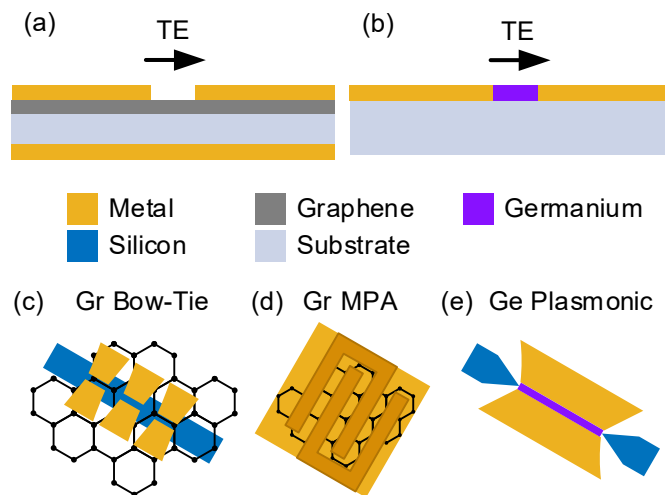 (a) TE (b) TE
Metal Graphene Germanium
Silicon Substrate
(c) Gr Bow-Tie (d) Gr MPA (e) Ge Plasmonic